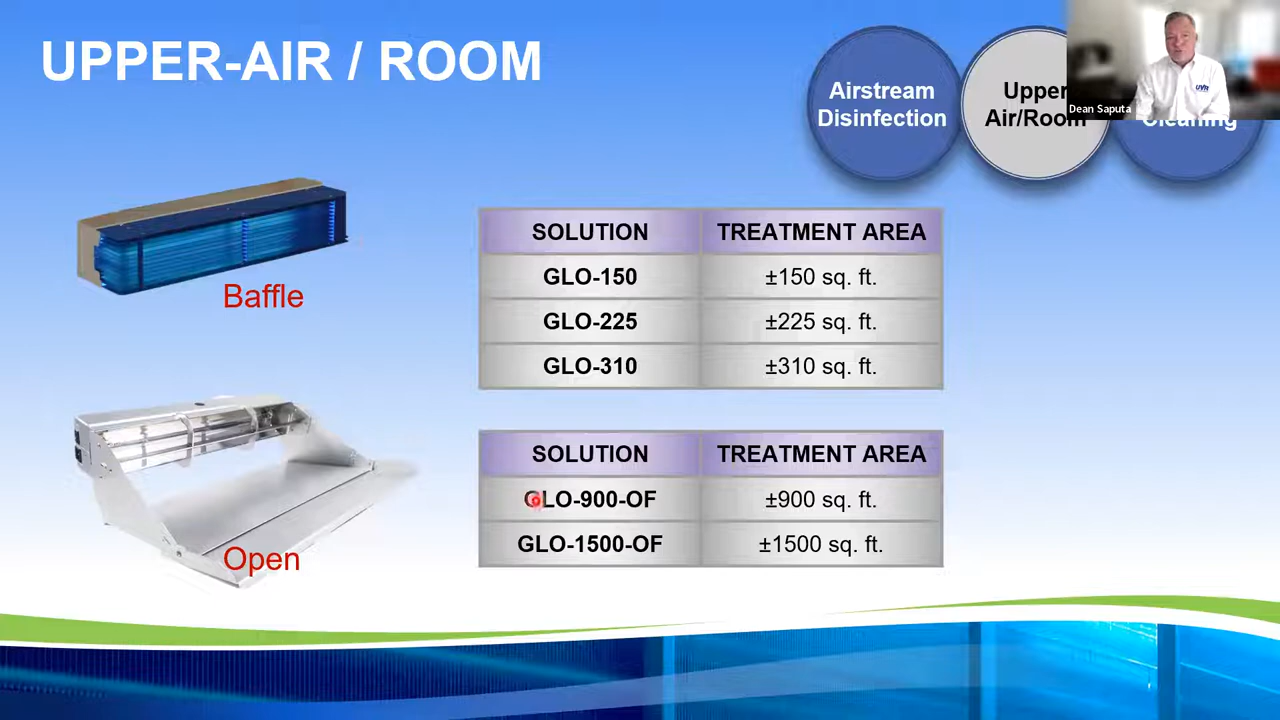 UPPER-AIR / ROOM
Airstream
Disinfection
Upper
Air/Room
Cleaning
Dean Saputa
UVR
Baffle
SOLUTION TREATMENT AREA
GLO-150 ±150 sq. ft.
GLO-225 ±225 sq. ft.
GLO-310 ±310 sq. ft.
Open
SOLUTION TREATMENT AREA
GLO-900-OF ±900 sq. ft.
GLO-1500-OF ±1500 sq. ft.